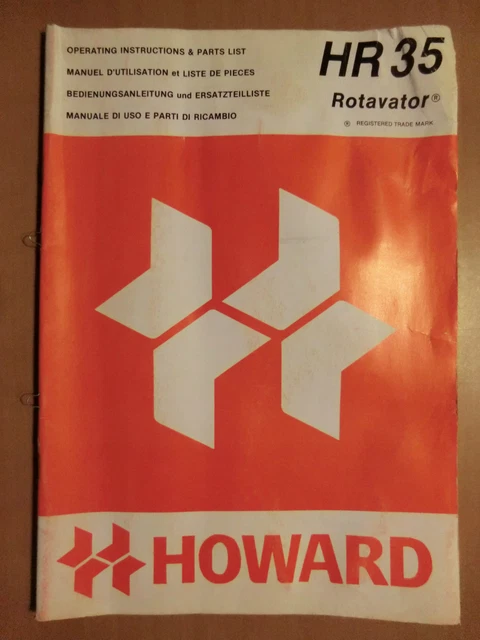 OPERATING INSTRUCTIONS & PARTS LIST
MANUEL D'UTILISATION et LISTE DE PIECES
BEDIENUNGSANLEITUNG und ERSATZTEILLISTE
MANUALE DI USO E PARTI DI RICAMBIO
HR 35
Rotavator®
® REGISTERED TRADE MARK
HOWARD